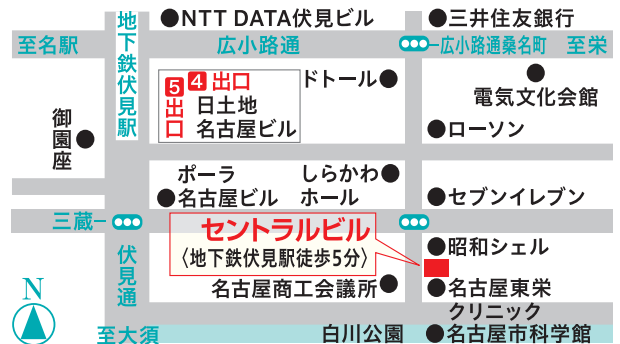 地下鉄伏見駅
NTT DATA伏見ビル
三井住友銀行
至名駅
広小路通
広小路通桑名町
至栄
5 4 出口
出口
日土地
名古屋ビル
ドトール
電気文化会館
御園座
ローソン
ポーラ
名古屋ビル
しらかわ
ホール
セブンイレブン
三蔵
セントラルビル
〈地下鉄伏見駅徒歩5分〉
昭和シェル
伏見通
名古屋商工会議所
名古屋東栄
クリニック
N
至大須
白川公園
名古屋市科学館